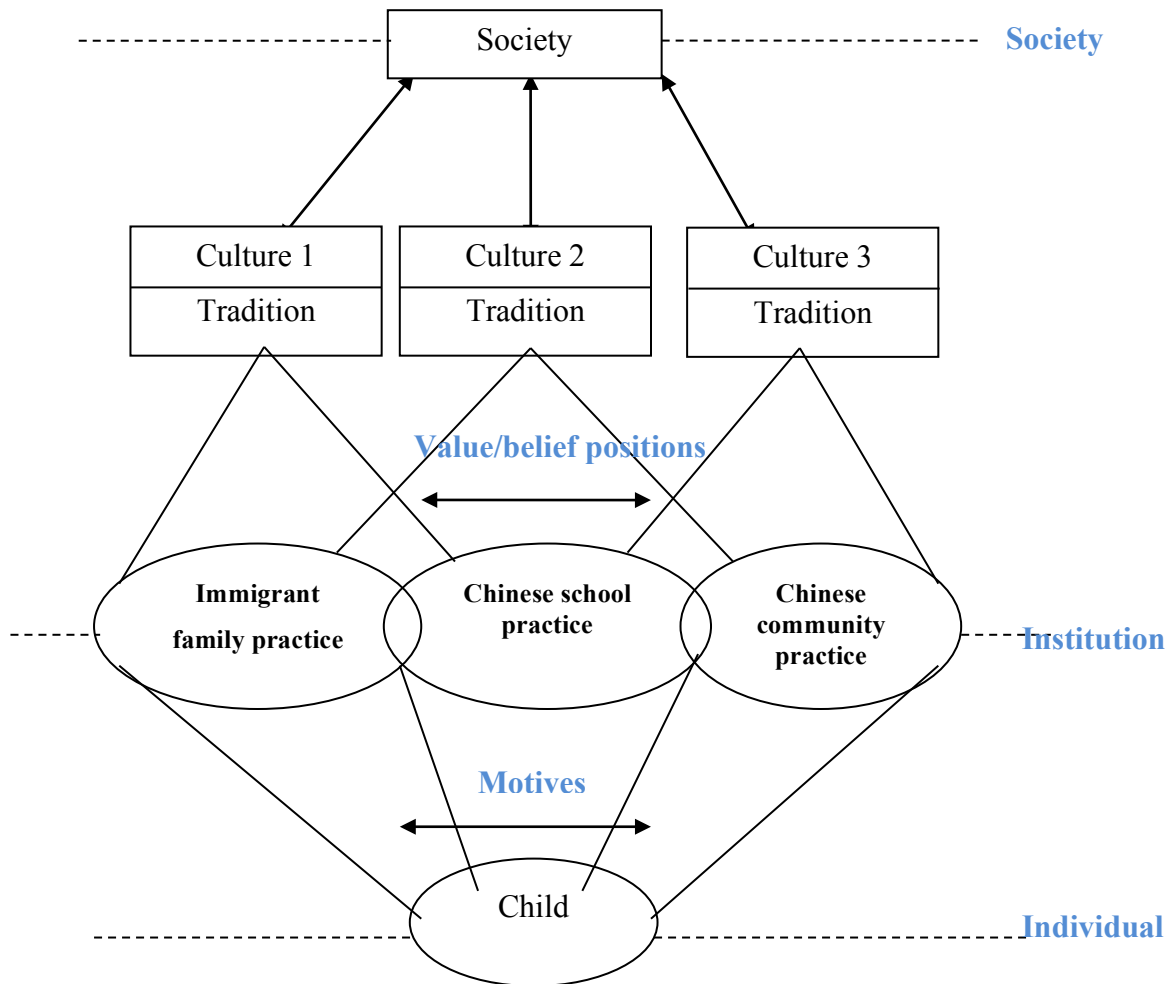 Society
Society
Culture 1
Culture 2
Culture 3
Tradition
Tradition
Tradition
Value/belief positions
Immigrant
family practice
Chinese school
practice
Chinese
community
practice
Institution
Motives
Child
Individual